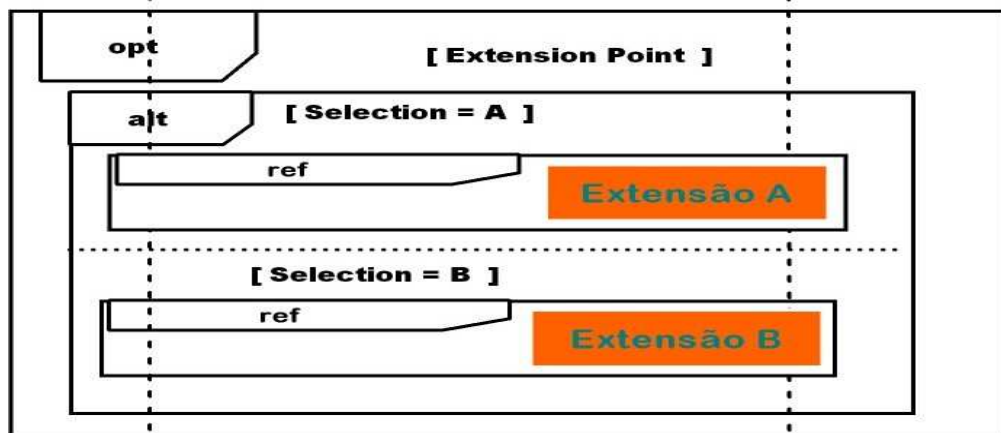 opt
[ Extension Point ]
alt
[ Selection = A ]
ref
Extensão A
[ Selection = B ]
ref
Extensão B